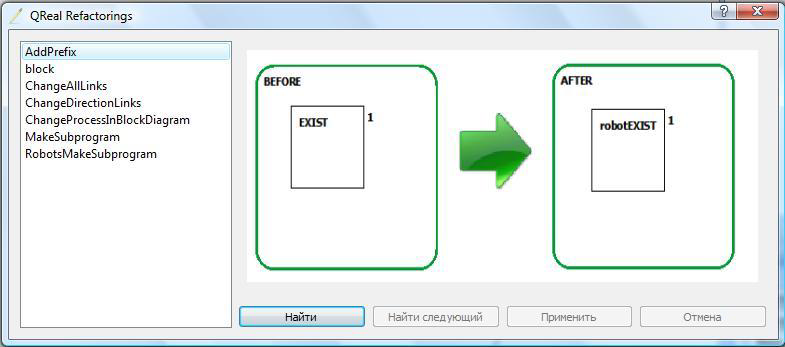 QReal Refactorings
AddPrefix
block
ChangeAllLinks
ChangeDirectionLinks
ChangeProcessInBlockDiagram
MakeSubprogram
RobotsMakeSubprogram
BEFORE
EXIST
1
AFTER
robotEXIST
1
Найти
Найти следующий
Применить
Отмена